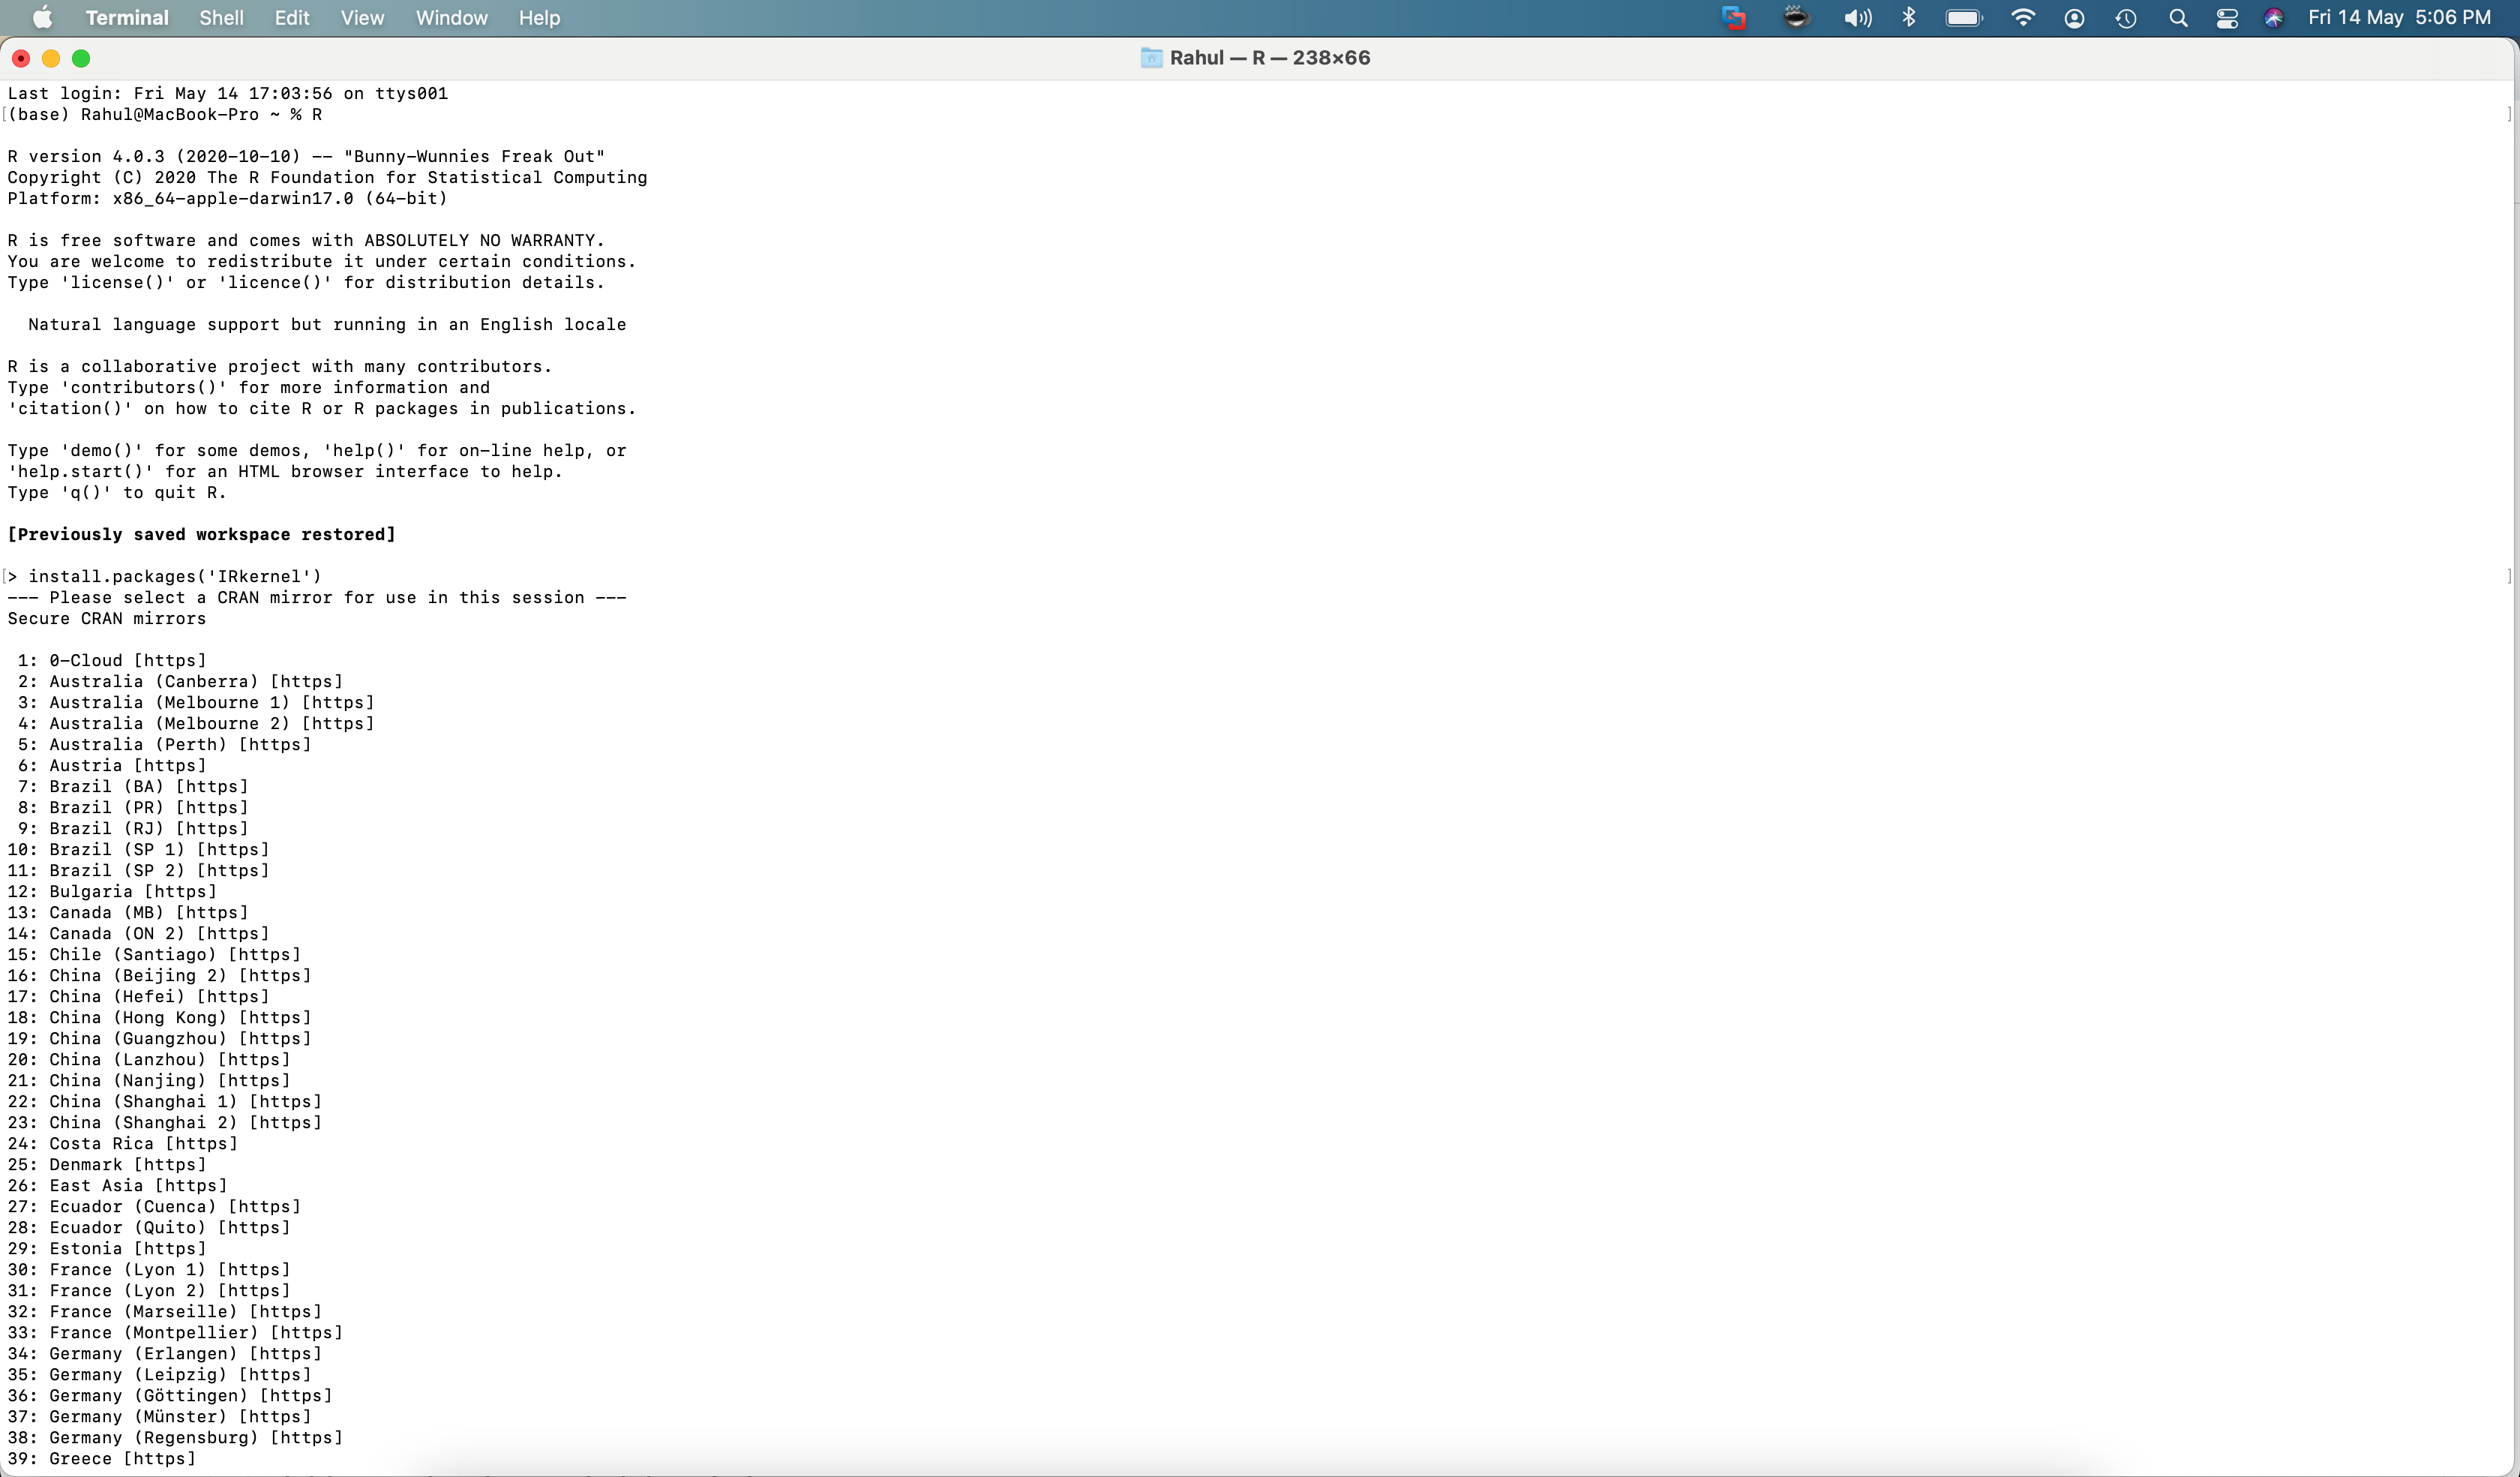 Terminal Shell Edit View Window Help Fri 14 May 5:06 PM
Rahul — R — 238×66
Last login: Fri May 14 17:03:56 on ttys001
[(base) Rahul@MacBook-Pro ~ % R ]
R version 4.0.3 (2020-10-10) -- "Bunny-Wunnies Freak Out"
Copyright (C) 2020 The R Foundation for Statistical Computing
Platform: x86_64-apple-darwin17.0 (64-bit)
R is free software and comes with ABSOLUTELY NO WARRANTY.
You are welcome to redistribute it under certain conditions.
Type 'license()' or 'licence()' for distribution details.
Natural language support but running in an English locale
R is a collaborative project with many contributors.
Type 'contributors()' for more information and
'citation()' on how to cite R or R packages in publications.
Type 'demo()' for some demos, 'help()' for on-line help, or
'help.start()' for an HTML browser interface to help.
Type 'q()' to quit R.
[Previously saved workspace restored]
[> install.packages('IRkernel') ]
--- Please select a CRAN mirror for use in this session ---
Secure CRAN mirrors
1: 0-Cloud [https]
2: Australia (Canberra) [https]
3: Australia (Melbourne 1) [https]
4: Australia (Melbourne 2) [https]
5: Australia (Perth) [https]
6: Austria [https]
7: Brazil (BA) [https]
8: Brazil (PR) [https]
9: Brazil (RJ) [https]
10: Brazil (SP 1) [https]
11: Brazil (SP 2) [https]
12: Bulgaria [https]
13: Canada (MB) [https]
14: Canada (ON 2) [https]
15: Chile (Santiago) [https]
16: China (Beijing 2) [https]
17: China (Hefei) [https]
18: China (Hong Kong) [https]
19: China (Guangzhou) [https]
20: China (Lanzhou) [https]
21: China (Nanjing) [https]
22: China (Shanghai 1) [https]
23: China (Shanghai 2) [https]
24: Costa Rica [https]
25: Denmark [https]
26: East Asia [https]
27: Ecuador (Cuenca) [https]
28: Ecuador (Quito) [https]
29: Estonia [https]
30: France (Lyon 1) [https]
31: France (Lyon 2) [https]
32: France (Marseille) [https]
33: France (Montpellier) [https]
34: Germany (Erlangen) [https]
35: Germany (Leipzig) [https]
36: Germany (Göttingen) [https]
37: Germany (Münster) [https]
38: Germany (Regensburg) [https]
39: Greece [https]